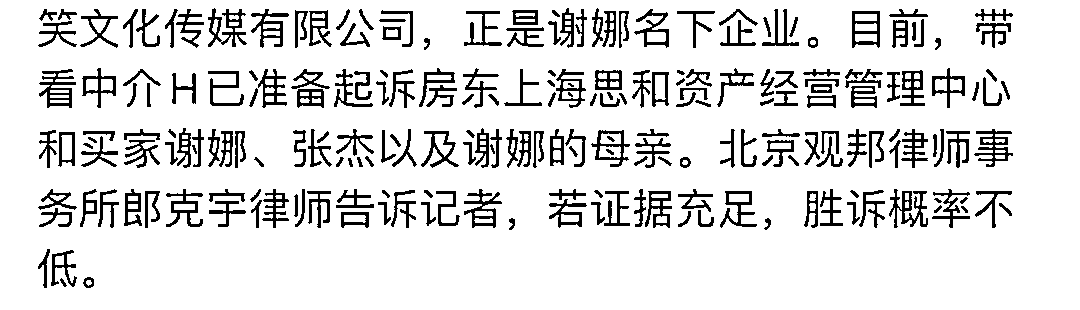 笑文化传媒有限公司，正是谢娜名下企业。目前，带
看中介H已准备起诉房东上海思和资产经营管理中心
和买家谢娜、张杰以及谢娜的母亲。北京观邦律师事
务所郎克宇律师告诉记者，若证据充足，胜诉概率不
低。